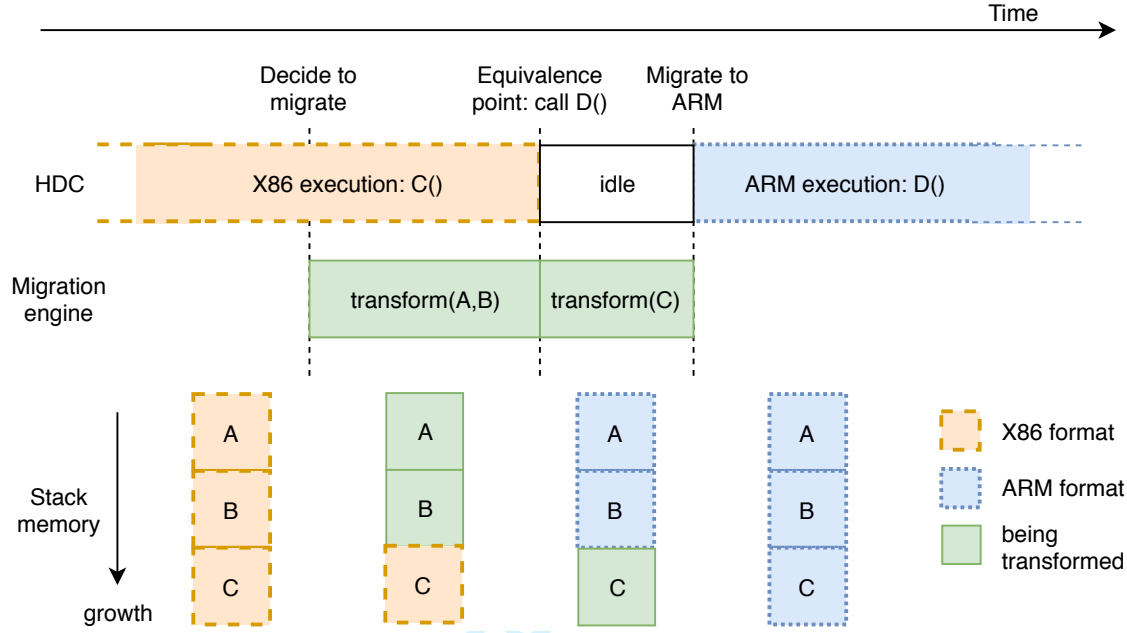 Time
Decide to
migrate
Equivalence
point: call D()
Migrate to
ARM
HDC
X86 execution: C()
idle
ARM execution: D()
Migration
engine
transform(A,B)
transform(C)
Stack
memory
growth
A
B
C
A
B
C
A
B
C
A
B
C
X86 format
ARM format
being
transformed